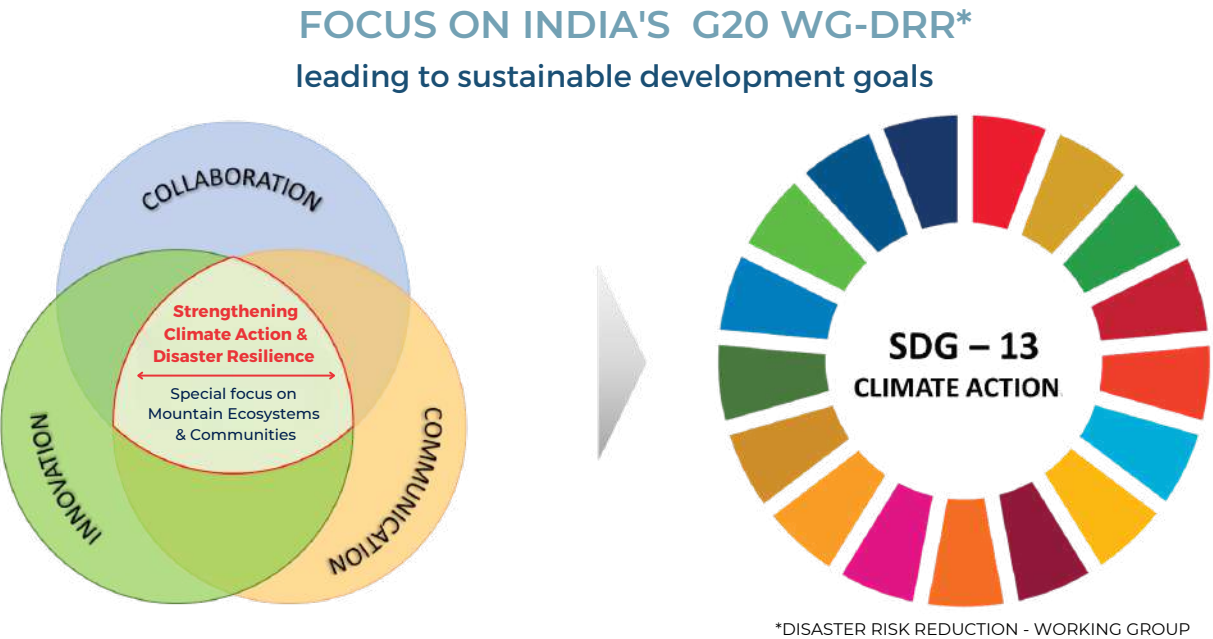 FOCUS ON INDIA'S G20 WG-DRR*
leading to sustainable development goals
COLLABORATION
Strengthening
Climate Action &
Disaster Resilience
Special focus on
Mountain Ecosystems
& Communities
INNOVATION
COMMUNICATION
SDG – 13
CLIMATE ACTION
*DISASTER RISK REDUCTION - WORKING GROUP